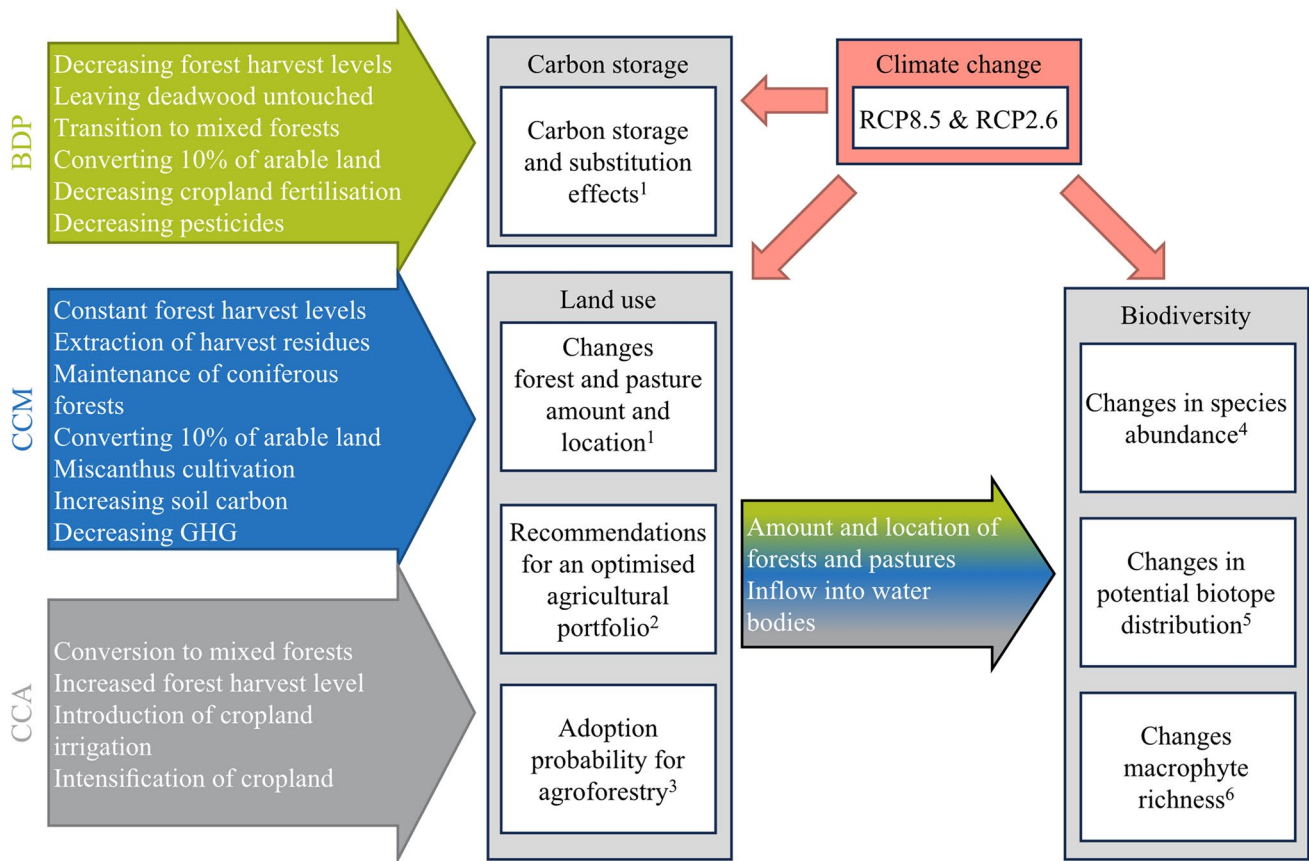 BDP
Decreasing forest harvest levels
Leaving deadwood untouched
Transition to mixed forests
Converting 10% of arable land
Decreasing cropland fertilisation
Decreasing pesticides
CCM
Constant forest harvest levels
Extraction of harvest residues
Maintenance of coniferous
forests
Converting 10% of arable land
Miscanthus cultivation
Increasing soil carbon
Decreasing GHG
CCA
Conversion to mixed forests
Increased forest harvest level
Introduction of cropland
irrigation
Intensification of cropland
Carbon storage
Carbon storage
and substitution
effects¹
Climate change
RCP8.5 & RCP2.6
Land use
Changes
forest and pasture
amount and
location¹
Recommendations
for an optimised
agricultural
portfolio²
Adoption
probability for
agroforestry³
Amount and location of
forests and pastures
Inflow into water
bodies
Biodiversity
Changes in species
abundance⁴
Changes in
potential biotope
distribution⁵
Changes
macrophyte
richness⁶